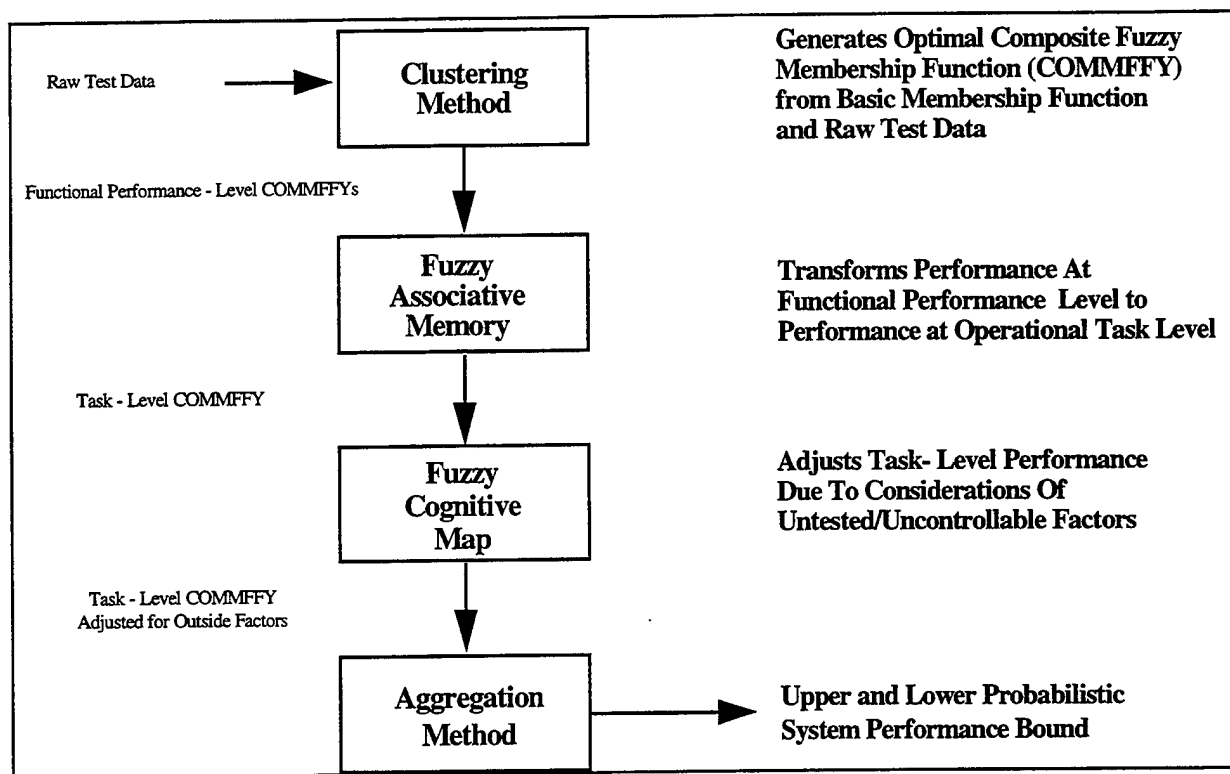 Raw Test Data
Clustering
Method
Generates Optimal Composite Fuzzy
Membership Function (COMMFFY)
from Basic Membership Function
and Raw Test Data
Functional Performance - Level COMMFFYs
Fuzzy
Associative
Memory
Transforms Performance At
Functional Performance Level to
Performance at Operational Task Level
Task - Level COMMFFY
Fuzzy
Cognitive
Map
Adjusts Task- Level Performance
Due To Considerations Of
Untested/Uncontrollable Factors
Task - Level COMMFFY
Adjusted for Outside Factors
Aggregation
Method
Upper and Lower Probabilistic
System Performance Bound